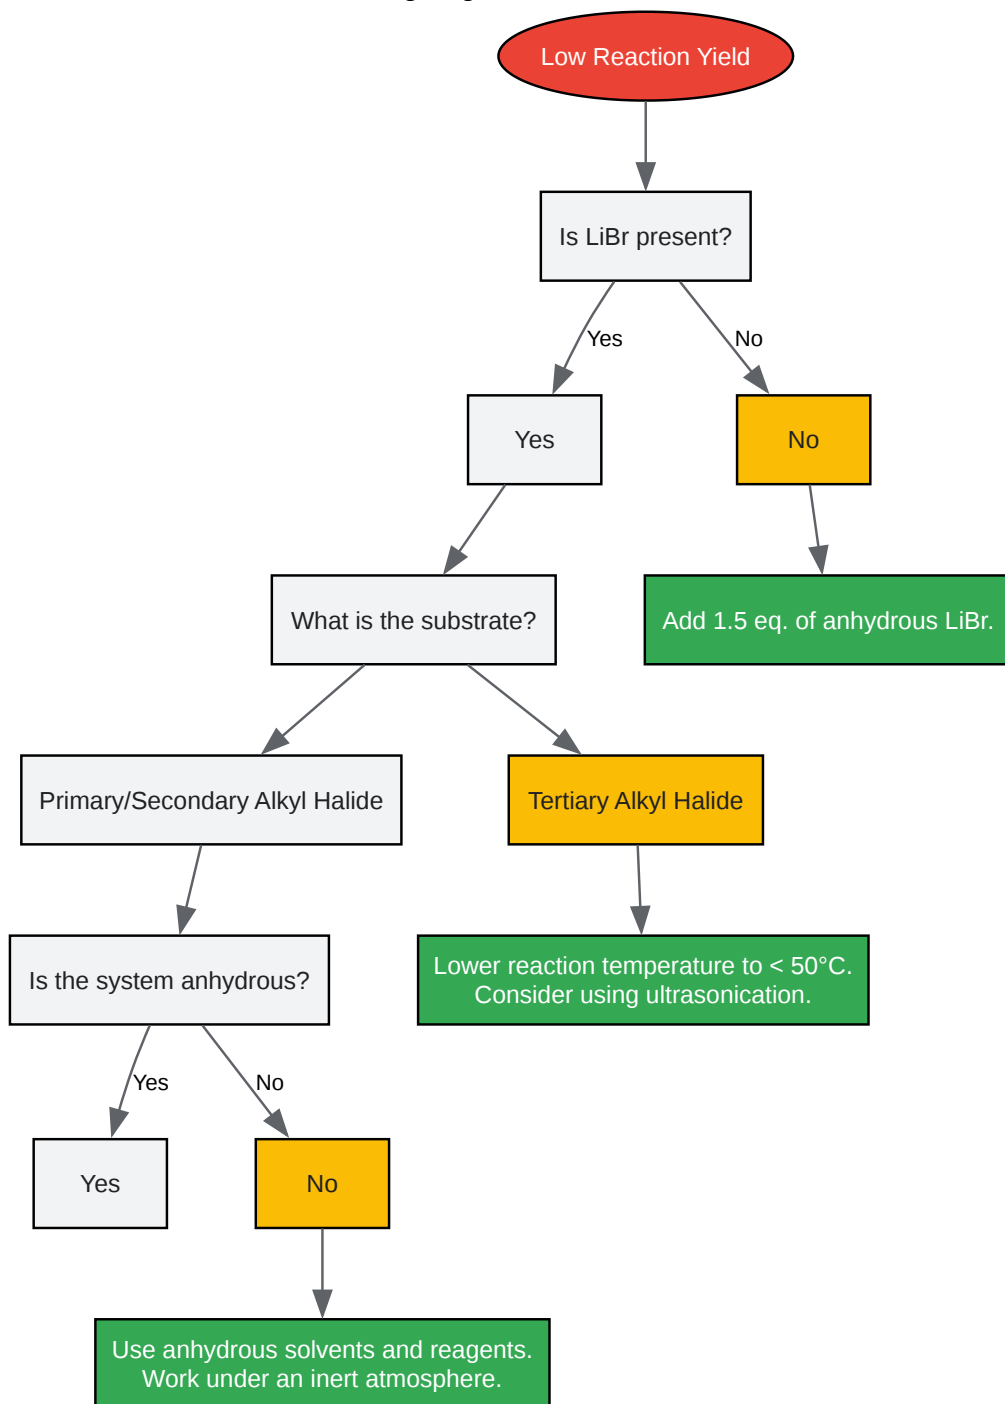 Low Reaction Yield
Is LiBr present?
Yes
No
Yes
No
What is the substrate?
Add 1.5 eq. of anhydrous LiBr.
Primary/Secondary Alkyl Halide
Tertiary Alkyl Halide
Is the system anhydrous?
Lower reaction temperature to < 50°C.
Consider using ultrasonication.
Yes
No
Yes
No
Use anhydrous solvents and reagents.
Work under an inert atmosphere.